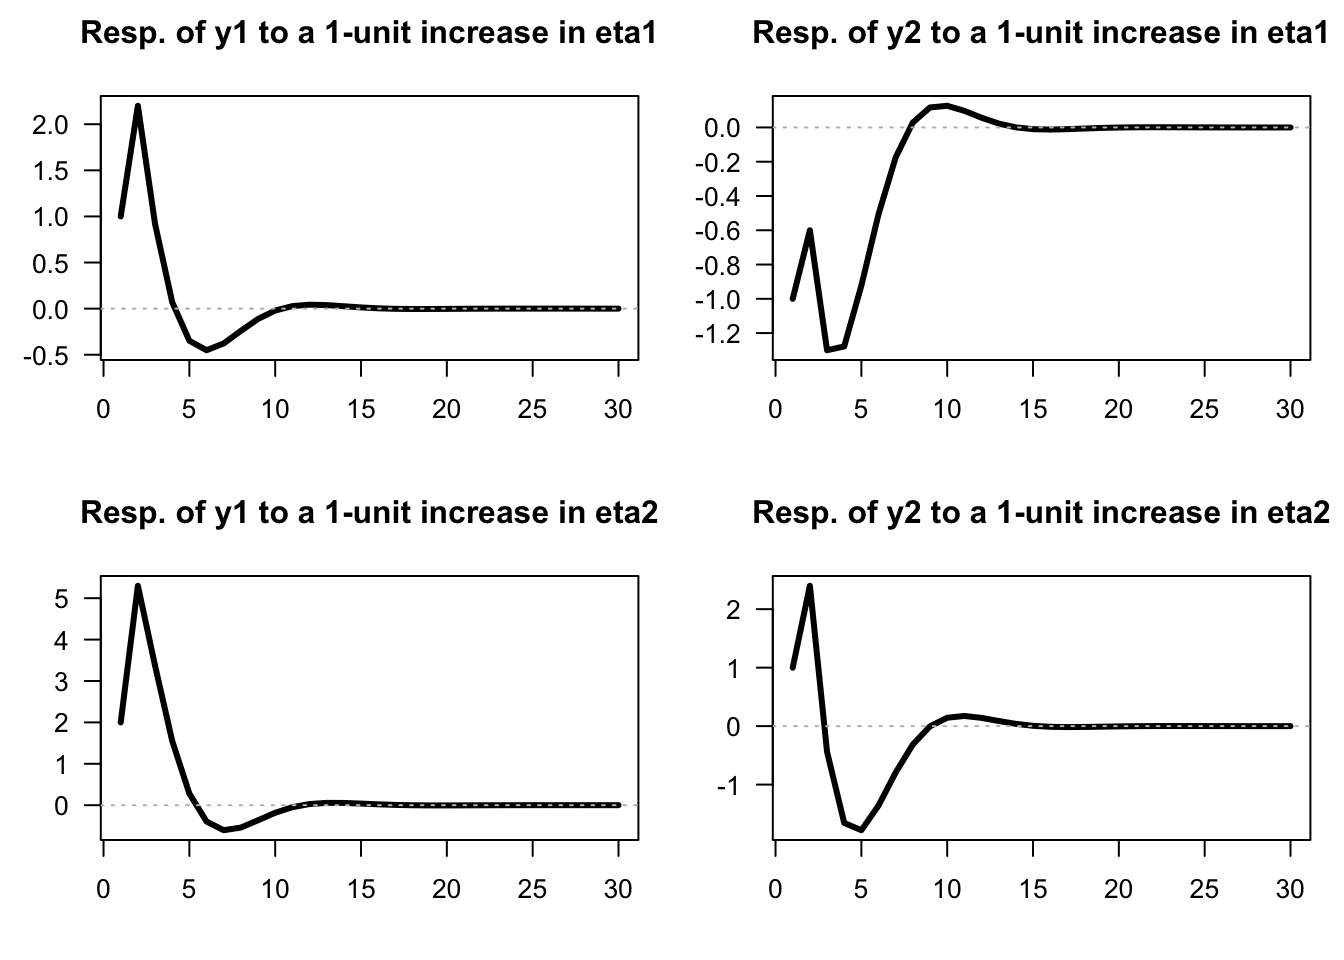 Resp. of y1 to a 1-unit increase in eta1
2.0
1.5
1.0
0.5
0.0
-0.5
0 5 10 15 20 25 30
Resp. of y2 to a 1-unit increase in eta1
0.0
-0.2
-0.4
-0.6
-0.8
-1.0
-1.2
0 5 10 15 20 25 30
Resp. of y1 to a 1-unit increase in eta2
5
4
3
2
1
0
0 5 10 15 20 25 30
Resp. of y2 to a 1-unit increase in eta2
2
1
0
-1
0 5 10 15 20 25 30